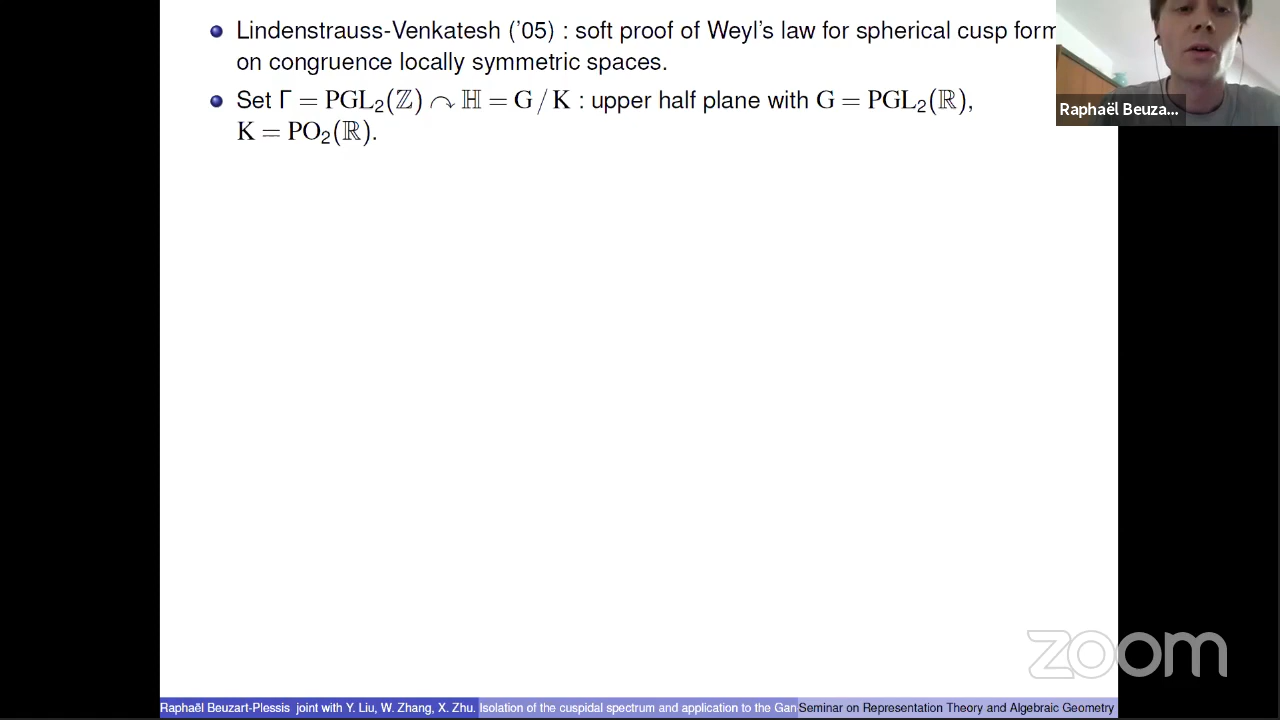 Lindenstrauss-Venkatesh ('05) : soft proof of Weyl's law for spherical cusp form
on congruence locally symmetric spaces.
Set Γ = PGL₂(ℤ) ↷ ℍ = G / K : upper half plane with G = PGL₂(ℝ),
K = PO₂(ℝ).
Raphaël Beuza...
zoom
Raphaël Beuzart-Plessis joint with Y. Liu, W. Zhang, X. Zhu. Isolation of the cuspidal spectrum and application to the Gan Seminar on Representation Theory and Algebraic Geometry